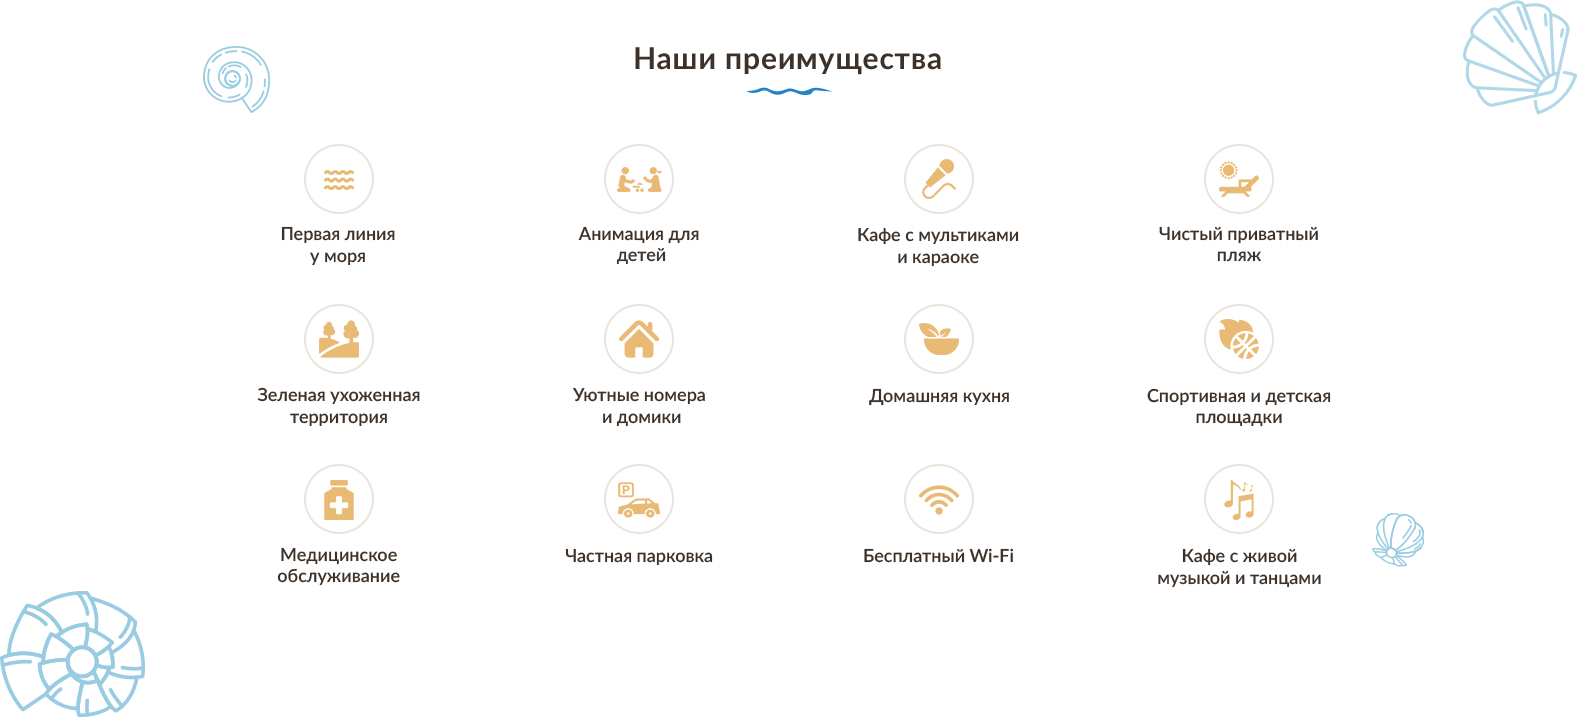 Наши преимущества
Первая линия
у моря
Анимация для
детей
Кафе с мультиками
и караоке
Чистый приватный
пляж
Зеленая ухоженная
территория
Уютные номера
и домики
Домашняя кухня
Спортивная и детская
площадки
Медицинское
обслуживание
P
Частная парковка
Бесплатный Wi-Fi
Кафе с живой
музыкой и танцами